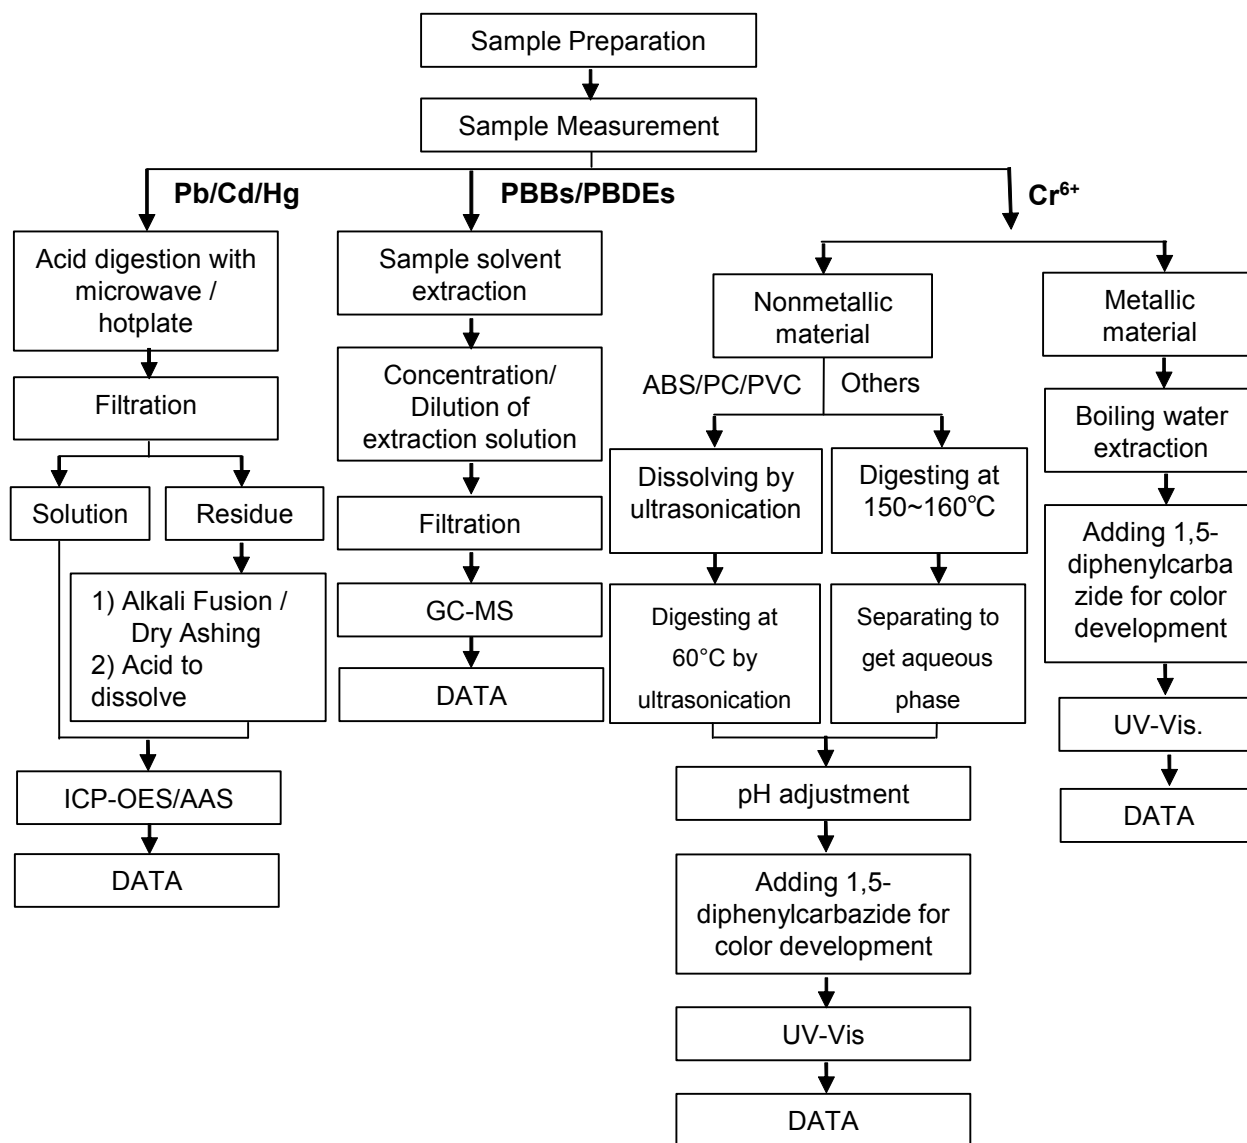 Sample Preparation
Sample Measurement
Pb/Cd/Hg
PBBs/PBDEs
Cr⁶⁺
Acid digestion with
microwave /
hotplate
Filtration
Solution
Residue
1) Alkali Fusion /
Dry Ashing
2) Acid to
dissolve
ICP-OES/AAS
DATA
Sample solvent
extraction
Concentration/
Dilution of
extraction solution
Filtration
GC-MS
DATA
Nonmetallic
material
ABS/PC/PVC
Others
Dissolving by
ultrasonication
Digesting at
60°C by
ultrasonication
Digesting at
150~160℃
Separating to
get aqueous
phase
pH adjustment
Adding 1,5-
diphenylcarbazide for
color development
UV-Vis
DATA
Metallic
material
Boiling water
extraction
Adding 1,5-
diphenylcarba
zide for color
development
UV-Vis.
DATA